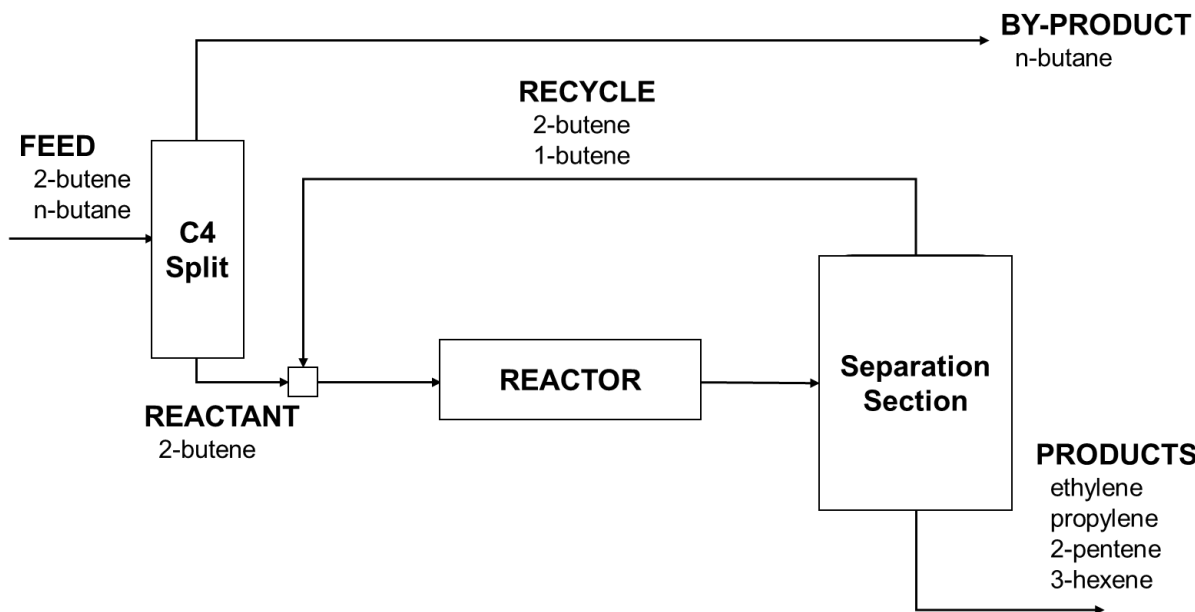 BY-PRODUCT
n-butane
RECYCLE
2-butene
1-butene
FEED
2-butene
n-butane
C4
Split
REACTOR
Separation
Section
REACTANT
2-butene
PRODUCTS
ethylene
propylene
2-pentene
3-hexene